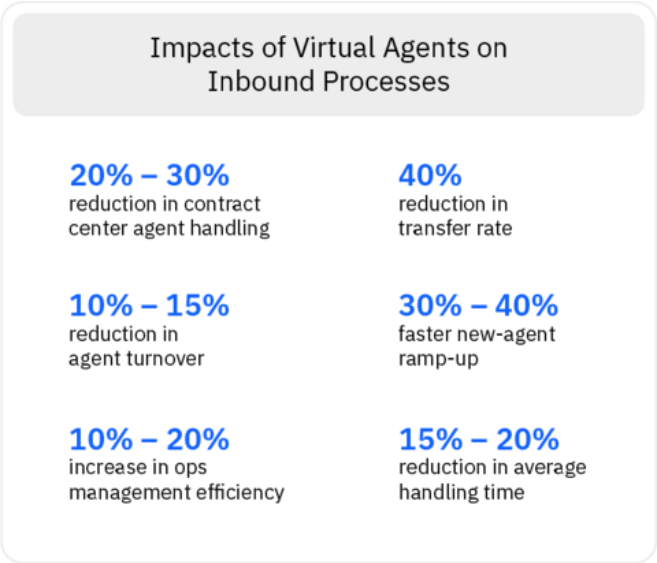 Impacts of Virtual Agents on
Inbound Processes
20% – 30%
reduction in contract
center agent handling
40%
reduction in
transfer rate
10% – 15%
reduction in
agent turnover
30% – 40%
faster new-agent
ramp-up
10% – 20%
increase in ops
management efficiency
15% – 20%
reduction in average
handling time